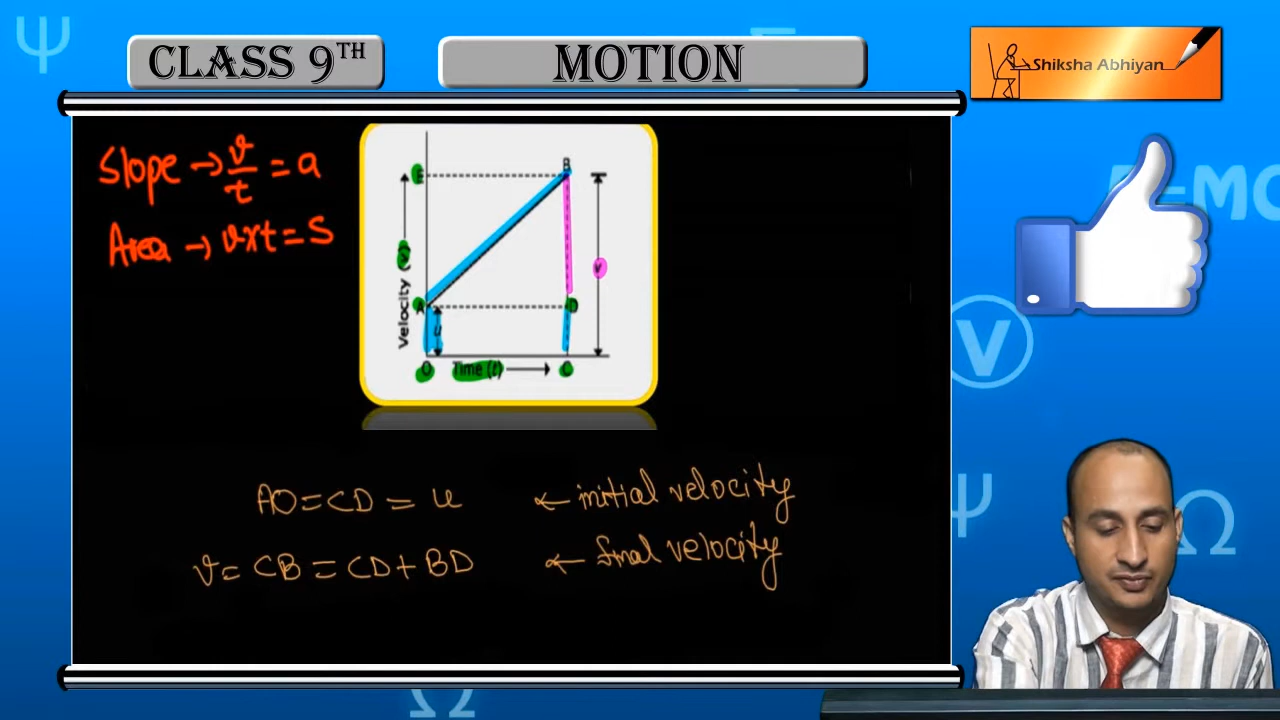 CLASS 9TH
MOTION
Shiksha Abhiyan
Slope → v/t = a
Area → v x t = S
E
B
Velocity (v)
v
A
D
u
O
Time (t)
C
AO = CD = u ← initial velocity
v = CB = CD + BD ← final velocity
V
Ψ
Ω
Ψ
Ω